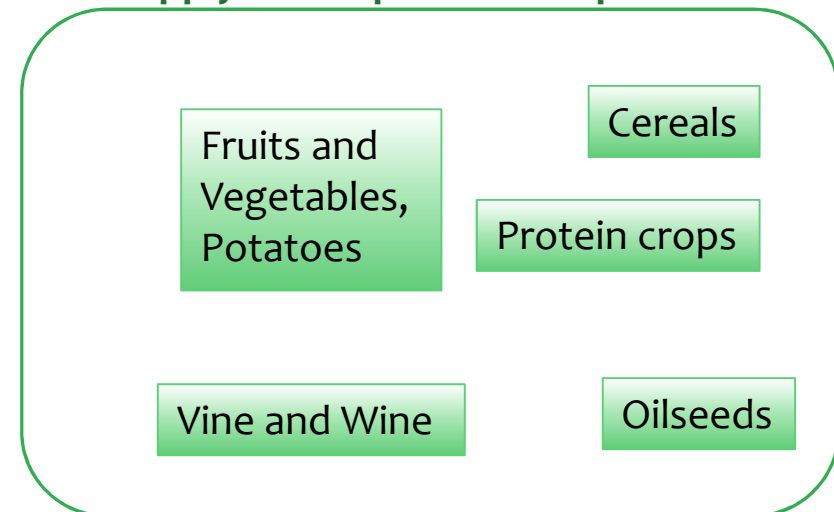 Fruits and
Vegetables,
Potatoes
Cereals
Protein crops
Vine and Wine
Oilseeds